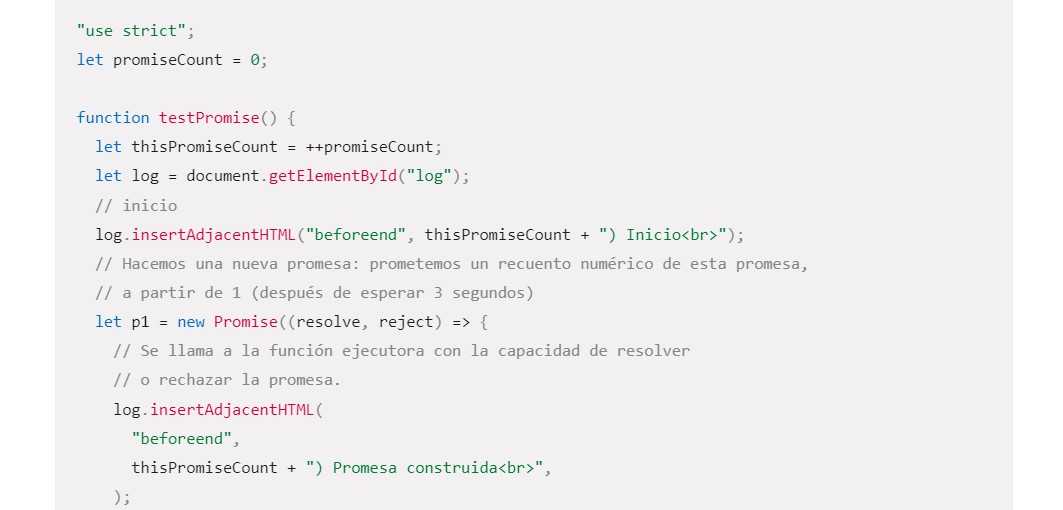 "use strict";
let promiseCount = 0;
function testPromise() {
let thisPromiseCount = ++promiseCount;
let log = document.getElementById("log");
// inicio
log.insertAdjacentHTML("beforeend", thisPromiseCount + ") Inicio<br>");
// Hacemos una nueva promesa: prometemos un recuento numérico de esta promesa,
// a partir de 1 (después de esperar 3 segundos)
let p1 = new Promise((resolve, reject) => {
// Se llama a la función ejecutora con la capacidad de resolver
// o rechazar la promesa.
log.insertAdjacentHTML(
"beforeend",
thisPromiseCount + ") Promesa construida<br>",
);